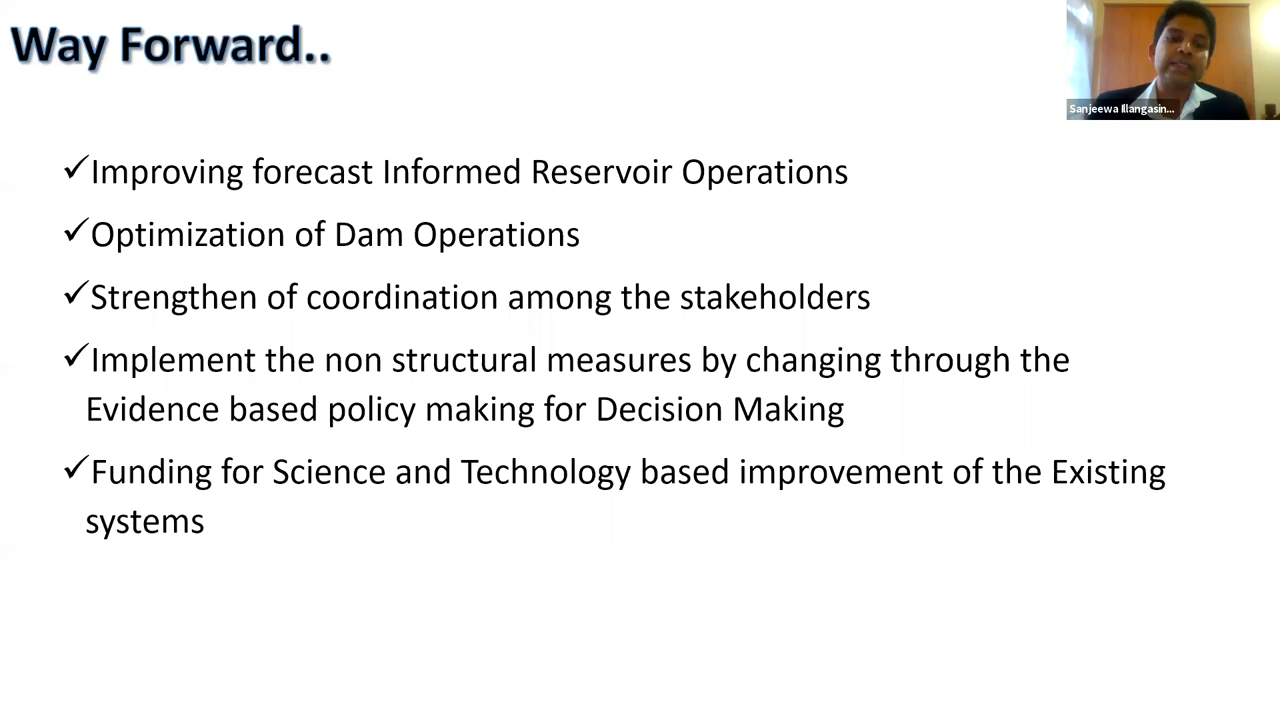 Way Forward..
Sanjeewa Illangasin...
✓Improving forecast Informed Reservoir Operations
✓Optimization of Dam Operations
✓Strengthen of coordination among the stakeholders
✓Implement the non structural measures by changing through the
Evidence based policy making for Decision Making
✓Funding for Science and Technology based improvement of the Existing
systems